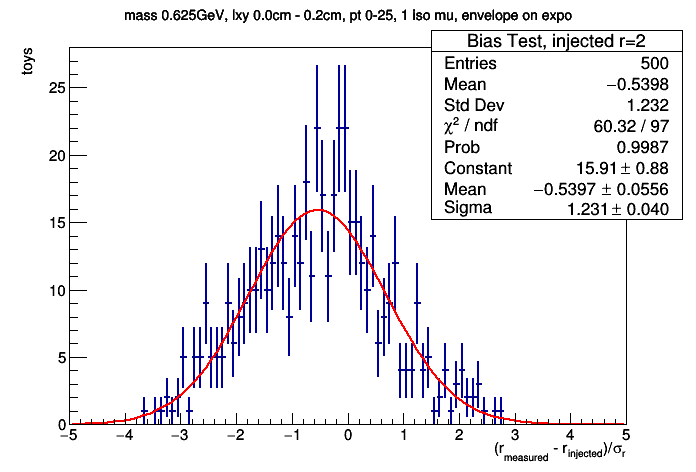 mass 0.625GeV, lxy 0.0cm - 0.2cm, pt 0-25, 1 Iso mu, envelope on expo
toys
Bias Test, injected r=2
Entries 500
Mean −0.5398
Std Dev 1.232
χ² / ndf 60.32 / 97
Prob 0.9987
Constant 15.91 ± 0.88
Mean −0.5397 ± 0.0556
Sigma 1.231 ± 0.040
25
20
15
10
5
0
−5 −4 −3 −2 −1 0 1 2 3 4 5
(r_measured - r_injected)/σ_r